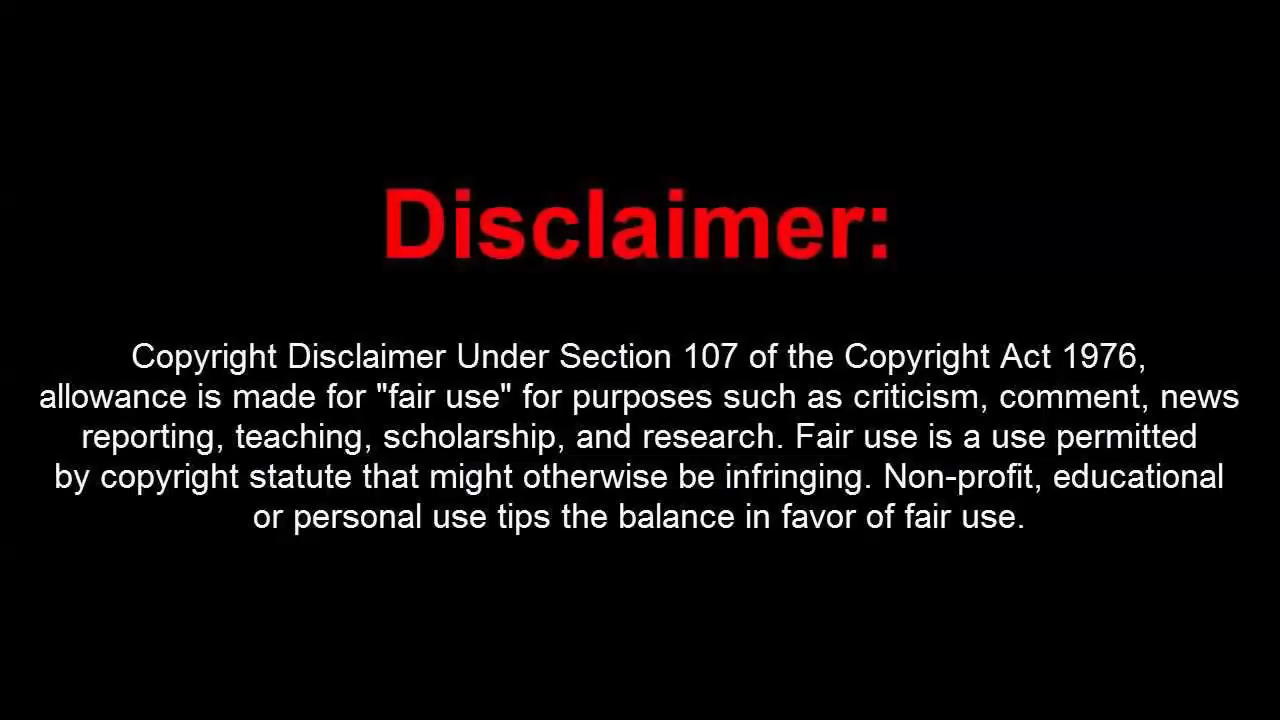 Disclaimer:
Copyright Disclaimer Under Section 107 of the Copyright Act 1976,
allowance is made for "fair use" for purposes such as criticism, comment, news
reporting, teaching, scholarship, and research. Fair use is a use permitted
by copyright statute that might otherwise be infringing. Non-profit, educational
or personal use tips the balance in favor of fair use.